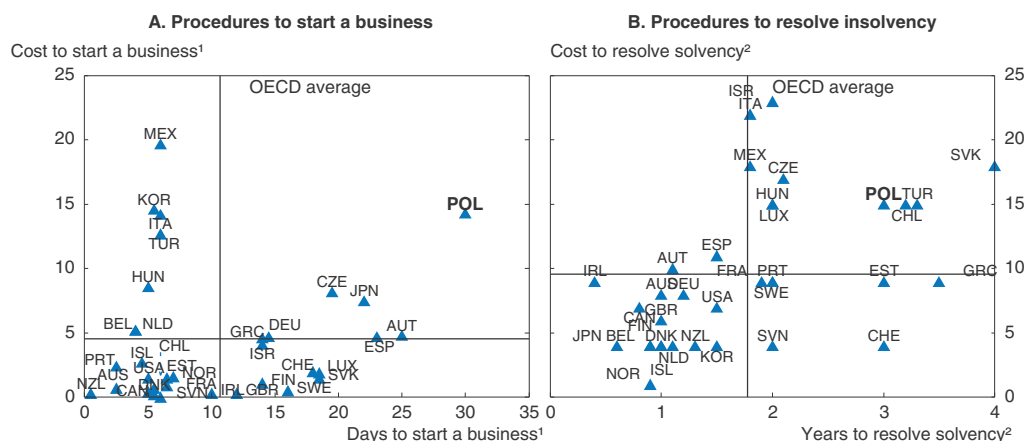 A. Procedures to start a business
Cost to start a business¹
25
20
15
10
5
0
OECD average
MEX
KOR
ITA
TUR
POL
HUN
CZE
JPN
BEL NLD
GRC DEU
AUT
ESP
ISR
CHL
PRT ISL
USA EST NOR
CHE LUX
SVK
AUS
NZL CAN DNK SVN FRA IRL GBR FIN SWE
0 5 10 15 20 25 30 35
Days to start a business¹
B. Procedures to resolve insolvency
Cost to resolve solvency²
25
20
15
10
5
0
OECD average
ISR
ITA
MEX
CZE
SVK
HUN
LUX
POL TUR
CHL
ESP
AUT
FRA PRT EST GRC
IRL
AUS DEU
SWE
USA
GBR
CAN
FIN
JPN BEL DNK NZL
NLD KOR
SVN CHE
NOR ISL
0 1 2 3 4
Years to resolve solvency²